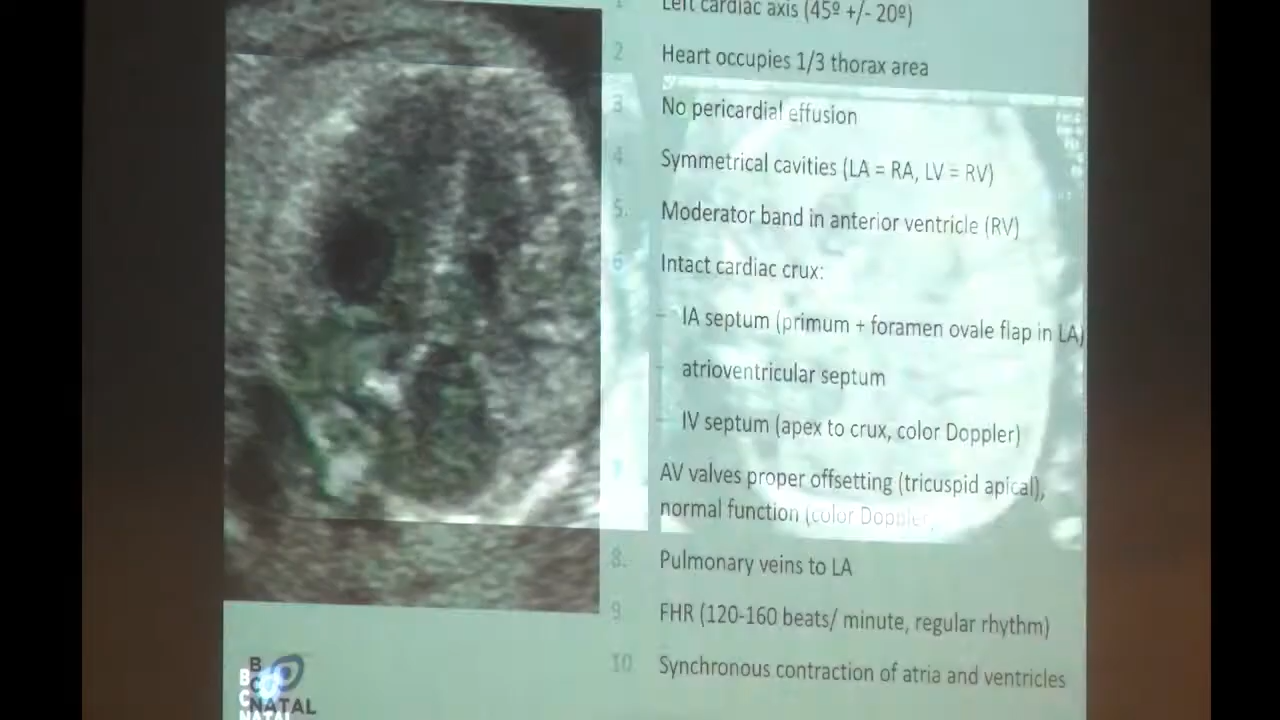 1 Left cardiac axis (45º +/- 20º)
2 Heart occupies 1/3 thorax area
3 No pericardial effusion
4. Symmetrical cavities (LA = RA, LV = RV)
5. Moderator band in anterior ventricle (RV)
6 Intact cardiac crux:
– IA septum (primum + foramen ovale flap in LA)
- atrioventricular septum
– IV septum (apex to crux, color Doppler)
7 AV valves proper offsetting (tricuspid apical),
normal function (color Doppler)
8. Pulmonary veins to LA
9 FHR (120-160 beats/ minute, regular rhythm)
10 Synchronous contraction of atria and ventricles
B
NATAL